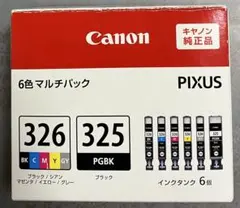 Canon
キヤノン
純正品
6色 マルチパック
PIXUS
326
325
BK C M Y GY
PGBK
ブラック/シアン
マゼンタ/イエロー/グレー
ブラック
インクタンク 6個